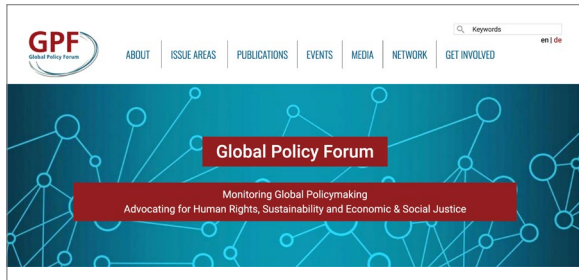 Keywords
en | de
GPF
Global Policy Forum
ABOUT
ISSUE AREAS
PUBLICATIONS
EVENTS
MEDIA
NETWORK
GET INVOLVED
Global Policy Forum
Monitoring Global Policymaking
Advocating for Human Rights, Sustainability and Economic & Social Justice